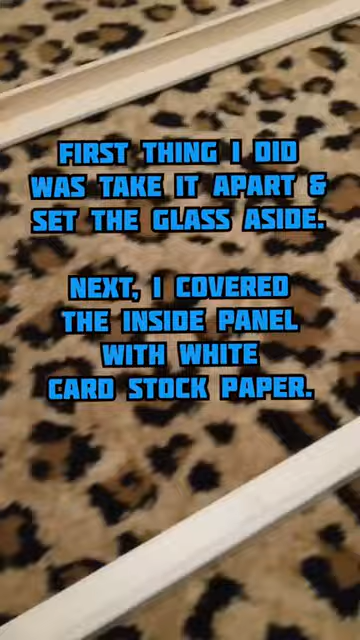 FIRST THING I DID
WAS TAKE IT APART &
SET THE GLASS ASIDE.
NEXT, I COVERED
THE INSIDE PANEL
WITH WHITE
CARD STOCK PAPER.